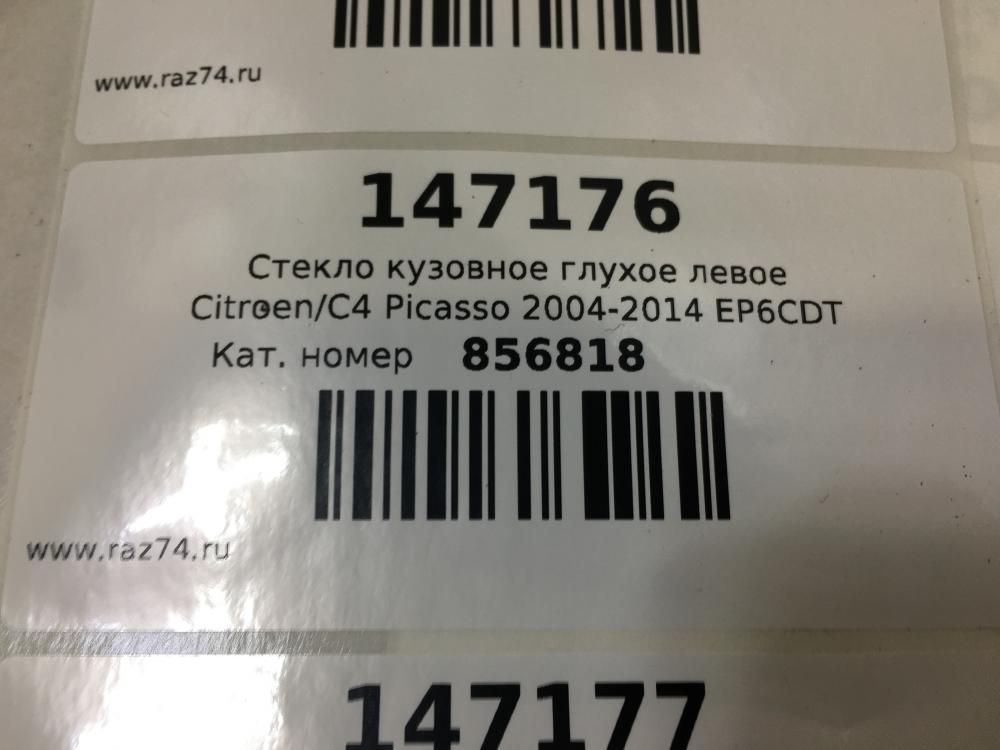 www.raz74.ru
147176
Стекло кузовное глухое левое
Citroen/C4 Picasso 2004-2014 EP6CDT
Кат. номер 856818
www.raz74.ru
147177